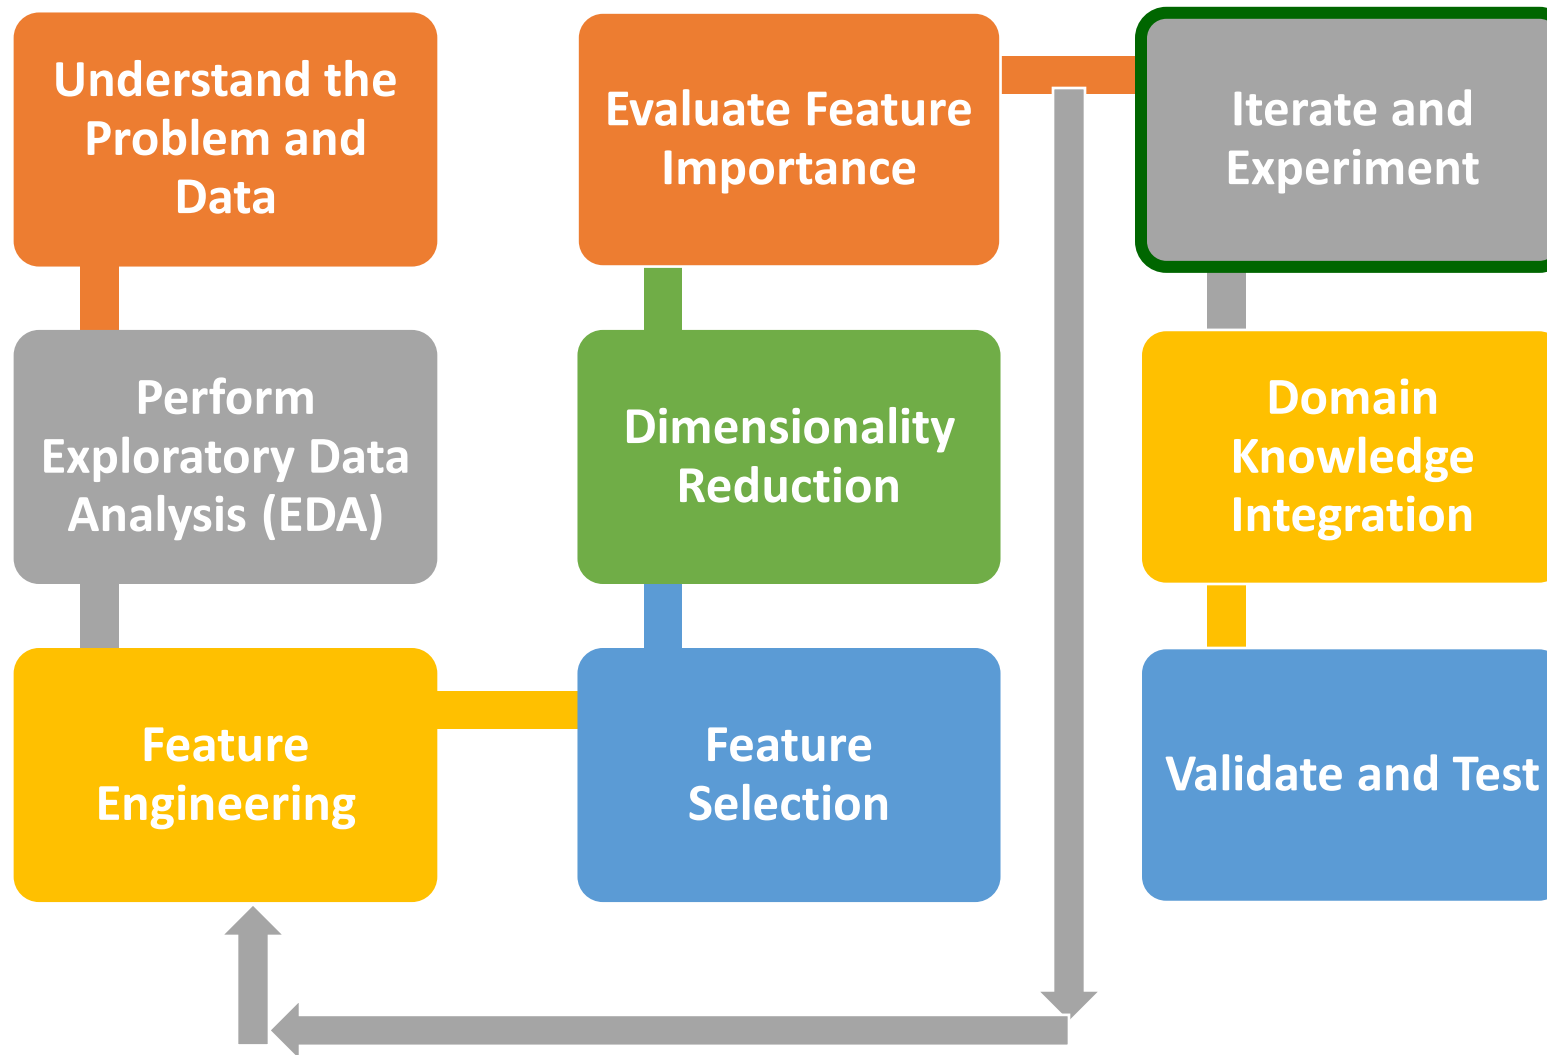 Understand the
Problem and
Data
Perform
Exploratory Data
Analysis (EDA)
Feature
Engineering
Evaluate Feature
Importance
Dimensionality
Reduction
Feature
Selection
Iterate and
Experiment
Domain
Knowledge
Integration
Validate and Test